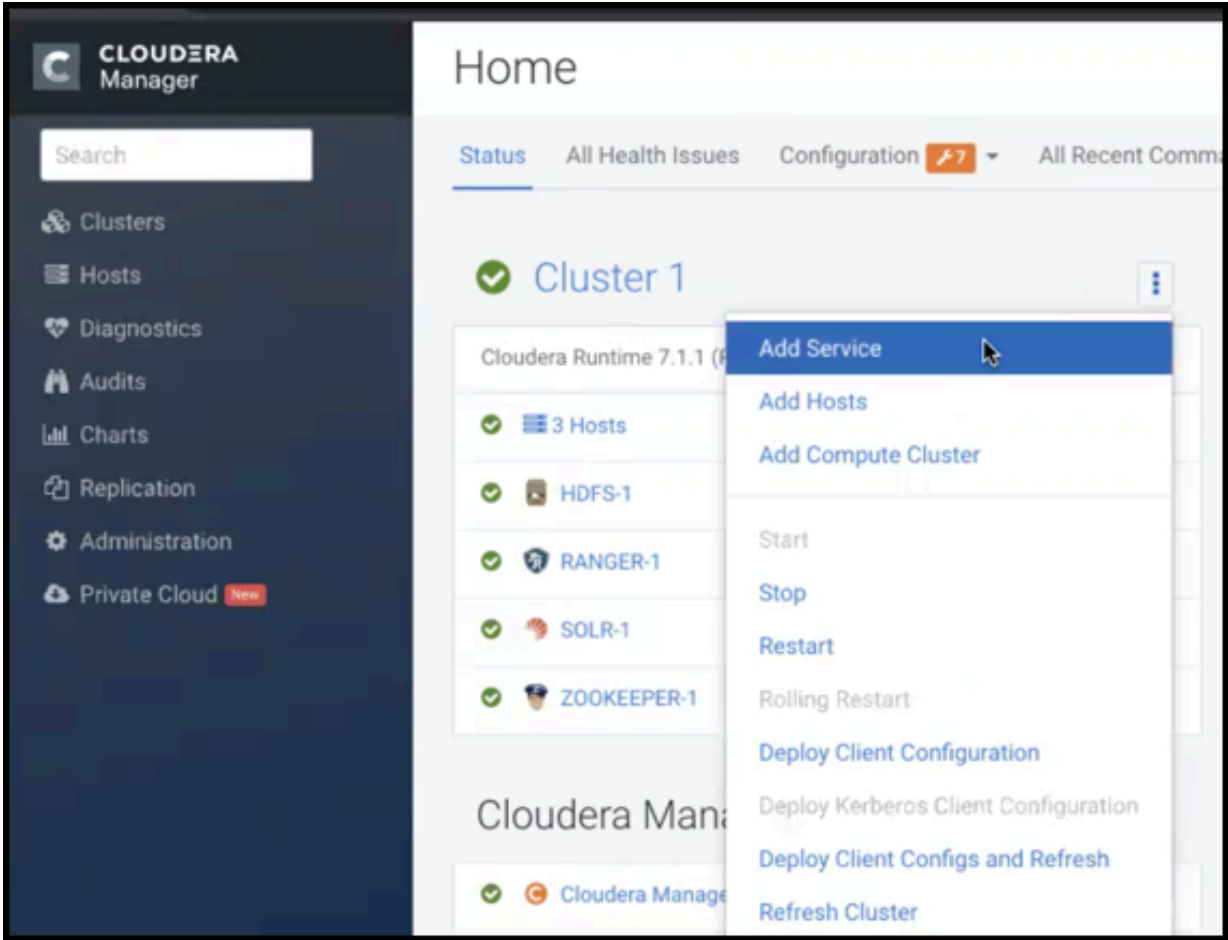 CLOUDERA
Manager
Search
Clusters
Hosts
Diagnostics
Audits
Charts
Replication
Administration
Private Cloud New
Home
Status All Health Issues Configuration 7 All Recent
Cluster 1
Cloudera Runtime 7.1.1
3 Hosts
HDFS-1
RANGER-1
SOLR-1
ZOOKEEPER-1
Cloudera
Cloudera
Add Service
Add Hosts
Add Compute Cluster
Start
Stop
Restart
Rolling Restart
Deploy Client Configuration
Deploy Kerberos Client Configuration
Deploy Client Configs and Refresh
Refresh Cluster